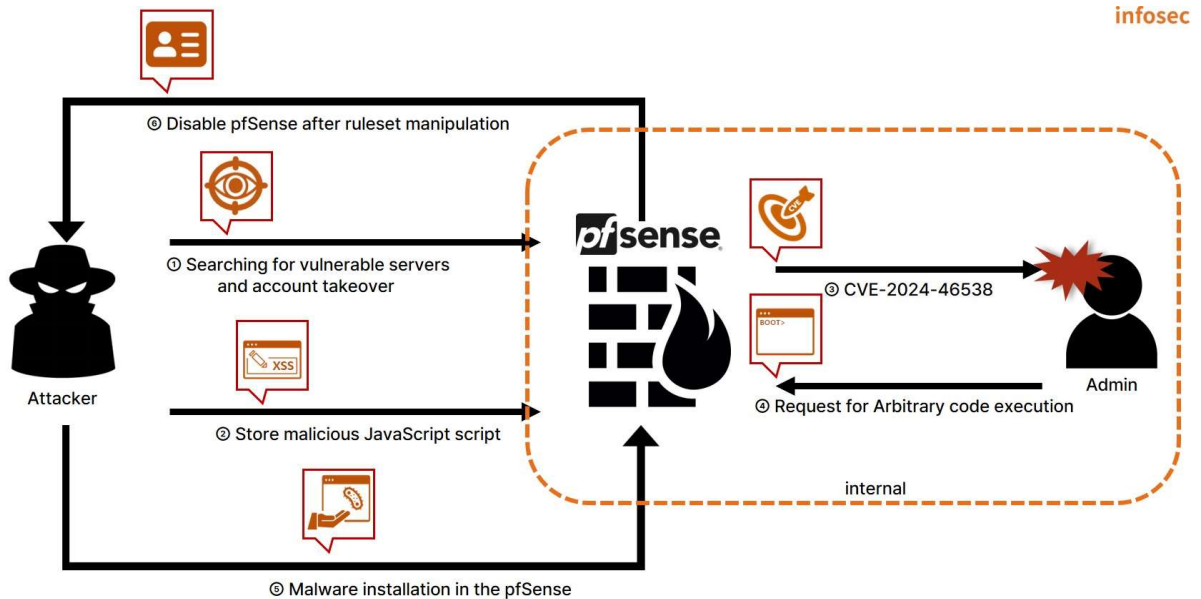 infosec
⑥ Disable pfSense after ruleset manipulation
① Searching for vulnerable servers
and account takeover
pfsense
③ CVE-2024-46538
CVE
BOOT>
XSS
Attacker
Admin
④ Request for Arbitrary code execution
② Store malicious JavaScript script
internal
⑤ Malware installation in the pfSense